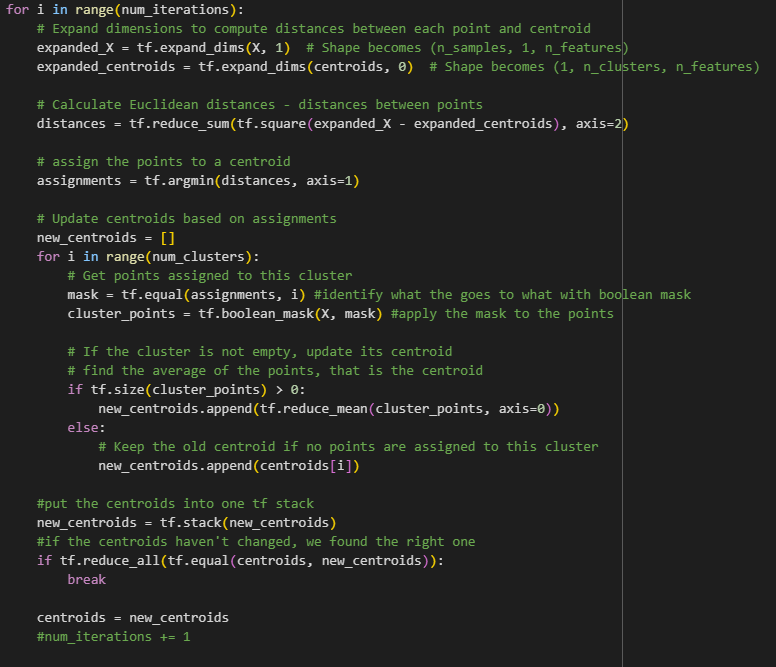 for i in range(num_iterations):
    # Expand dimensions to compute distances between each point and centroid
    expanded_X = tf.expand_dims(X, 1)  # Shape becomes (n_samples, 1, n_features)
    expanded_centroids = tf.expand_dims(centroids, 0)  # Shape becomes (1, n_clusters, n_features)

    # Calculate Euclidean distances - distances between points
    distances = tf.reduce_sum(tf.square(expanded_X - expanded_centroids), axis=2)

    # assign the points to a centroid
    assignments = tf.argmin(distances, axis=1)

    # Update centroids based on assignments
    new_centroids = []
    for i in range(num_clusters):
        # Get points assigned to this cluster
        mask = tf.equal(assignments, i) #identify what the goes to what with boolean mask
        cluster_points = tf.boolean_mask(X, mask) #apply the mask to the points

        # If the cluster is not empty, update its centroid
        # find the average of the points, that is the centroid
        if tf.size(cluster_points) > 0:
            new_centroids.append(tf.reduce_mean(cluster_points, axis=0))
        else:
            # Keep the old centroid if no points are assigned to this cluster
            new_centroids.append(centroids[i])

    #put the centroids into one tf stack
    new_centroids = tf.stack(new_centroids)
    #if the centroids haven't changed, we found the right one
    if tf.reduce_all(tf.equal(centroids, new_centroids)):
        break

    centroids = new_centroids
    #num_iterations += 1